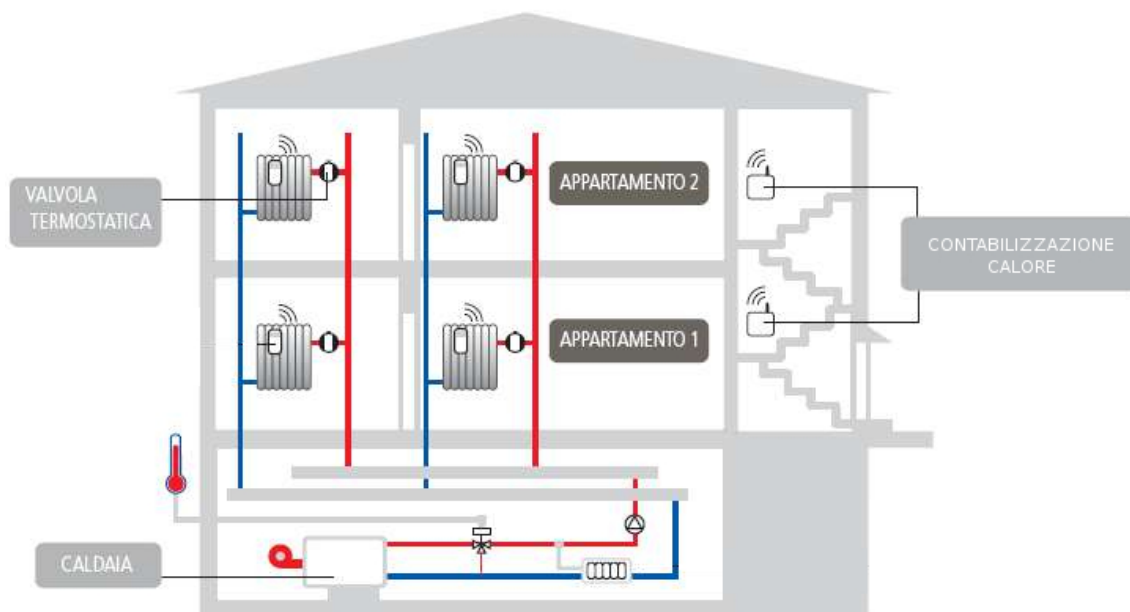 VALVOLA
TERMOSTATICA
APPARTAMENTO 2
CONTABILIZZAZIONE
CALORE
APPARTAMENTO 1
CALDAIA